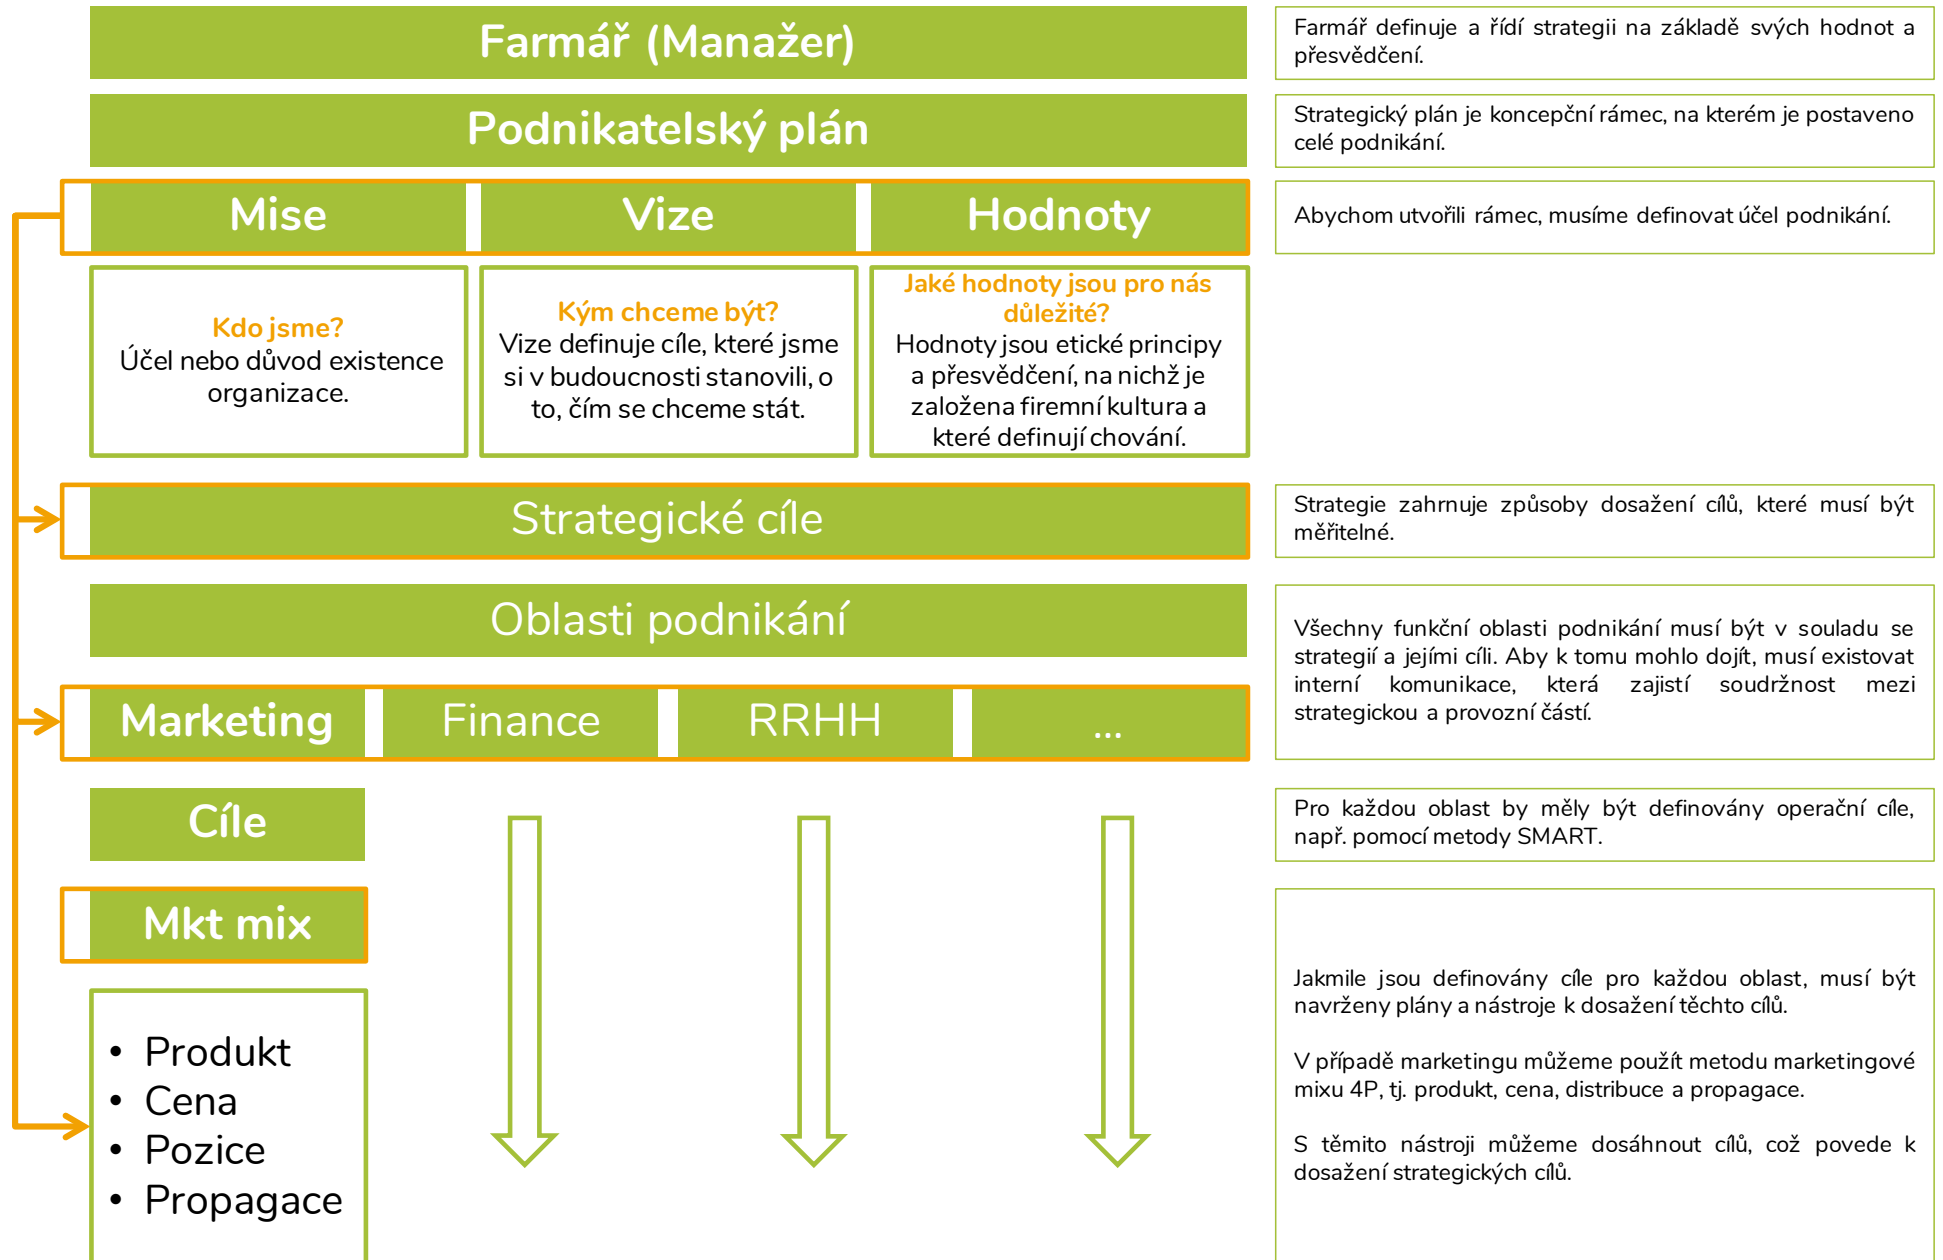 Farmář (Manažer)
Farmář definuje a řídí strategii na základě svých hodnot a
přesvědčení.
Podnikatelský plán
Strategický plán je koncepční rámec, na kterém je postaveno
celé podnikání.
Mise
Vize
Hodnoty
Abychom utvořili rámec, musíme definovat účel podnikání.
Kdo jsme?
Účel nebo důvod existence
organizace.
Kým chceme být?
Vize definuje cíle, které jsme
si v budoucnosti stanovili, o
to, čím se chceme stát.
Jaké hodnoty jsou pro nás
důležité?
Hodnoty jsou etické principy
a přesvědčení, na nichž je
založena firemní kultura a
které definují chování.
Strategické cíle
Strategie zahrnuje způsoby dosažení cílů, které musí být
měřitelné.
Oblasti podnikání
Všechny funkční oblasti podnikání musí být v souladu se
strategií a jejími cíli. Aby k tomu mohlo dojít, musí existovat
interní komunikace, která zajistí soudržnost mezi
strategickou a provozní částí.
Marketing
Finance
RRHH
...
Cíle
Pro každou oblast by měly být definovány operační cíle,
např. pomocí metody SMART.
Mkt mix
• Produkt
• Cena
• Pozice
• Propagace
Jakmile jsou definovány cíle pro každou oblast, musí být
navrženy plány a nástroje k dosažení těchto cílů.
V případě marketingu můžeme použít metodu marketingové
mixu 4P, tj. produkt, cena, distribuce a propagace.
S těmito nástroji můžeme dosáhnout cílů, což povede k
dosažení strategických cílů.